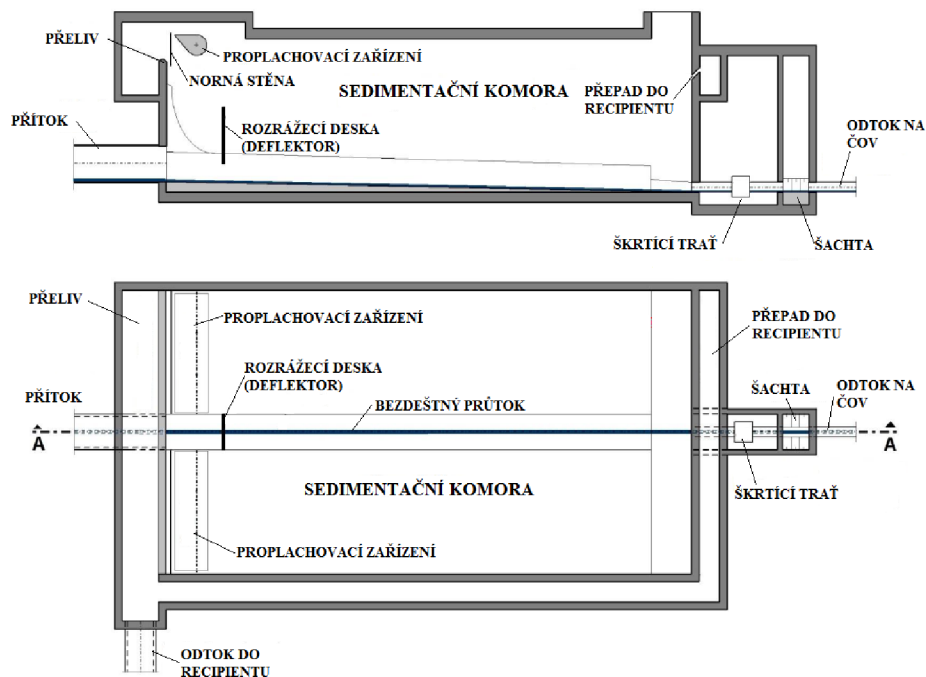 PŘELIV
PROPLACHOVACÍ ZAŘÍZENÍ
NORNÁ STĚNA
SEDIMENTAČNÍ KOMORA
PŘEPAD DO
RECIPIENTU
PŘÍTOK
ROZRÁŽECÍ DESKA
(DEFLEKTOR)
ODTOK NA
ČOV
ŠKRTÍCÍ TRAŤ
ŠACHTA
PŘELIV
PROPLACHOVACÍ ZAŘÍZENÍ
PŘEPAD DO
RECIPIENTU
ROZRÁŽECÍ DESKA
(DEFLEKTOR)
PŘÍTOK
BEZDEŠTNÝ PRŮTOK
ŠACHTA
ODTOK NA
ČOV
A
A
SEDIMENTAČNÍ KOMORA
ŠKRTÍCÍ TRAŤ
PROPLACHOVACÍ ZAŘÍZENÍ
ODTOK DO
RECIPIENTU